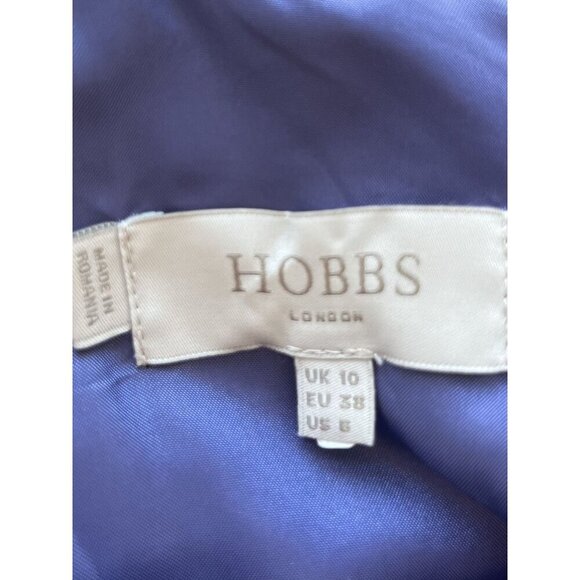 HOBBS
LONDON
MADE IN
ROMANIA
UK 10
EU 38
US 6